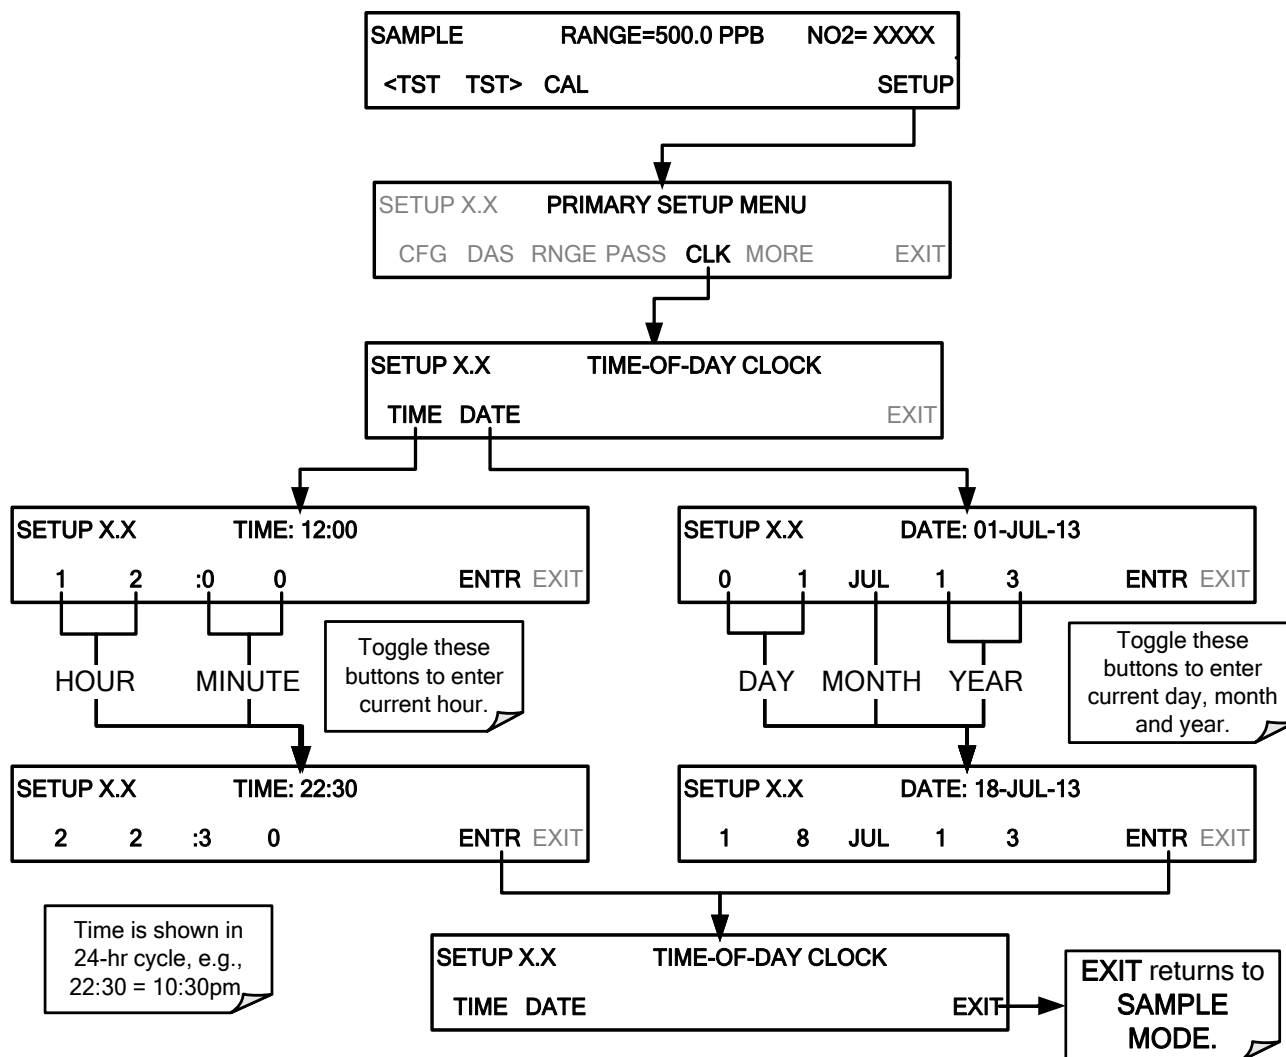 SAMPLE RANGE=500.0 PPB NO2= XXXX
<TST TST> CAL SETUP
SETUP X.X PRIMARY SETUP MENU
CFG DAS RNGE PASS CLK MORE EXIT
SETUP X.X TIME-OF-DAY CLOCK
TIME DATE EXIT
SETUP X.X TIME: 12:00
1 2 :0 0 ENTR EXIT
HOUR MINUTE
Toggle these
buttons to enter
current hour.
SETUP X.X DATE: 01-JUL-13
0 1 JUL 1 3 ENTR EXIT
DAY MONTH YEAR
Toggle these
buttons to enter
current day, month
and year.
SETUP X.X TIME: 22:30
2 2 :3 0 ENTR EXIT
SETUP X.X DATE: 18-JUL-13
1 8 JUL 1 3 ENTR EXIT
Time is shown in
24-hr cycle, e.g.,
22:30 = 10:30pm
SETUP X.X TIME-OF-DAY CLOCK
TIME DATE EXIT
EXIT returns to
SAMPLE
MODE.